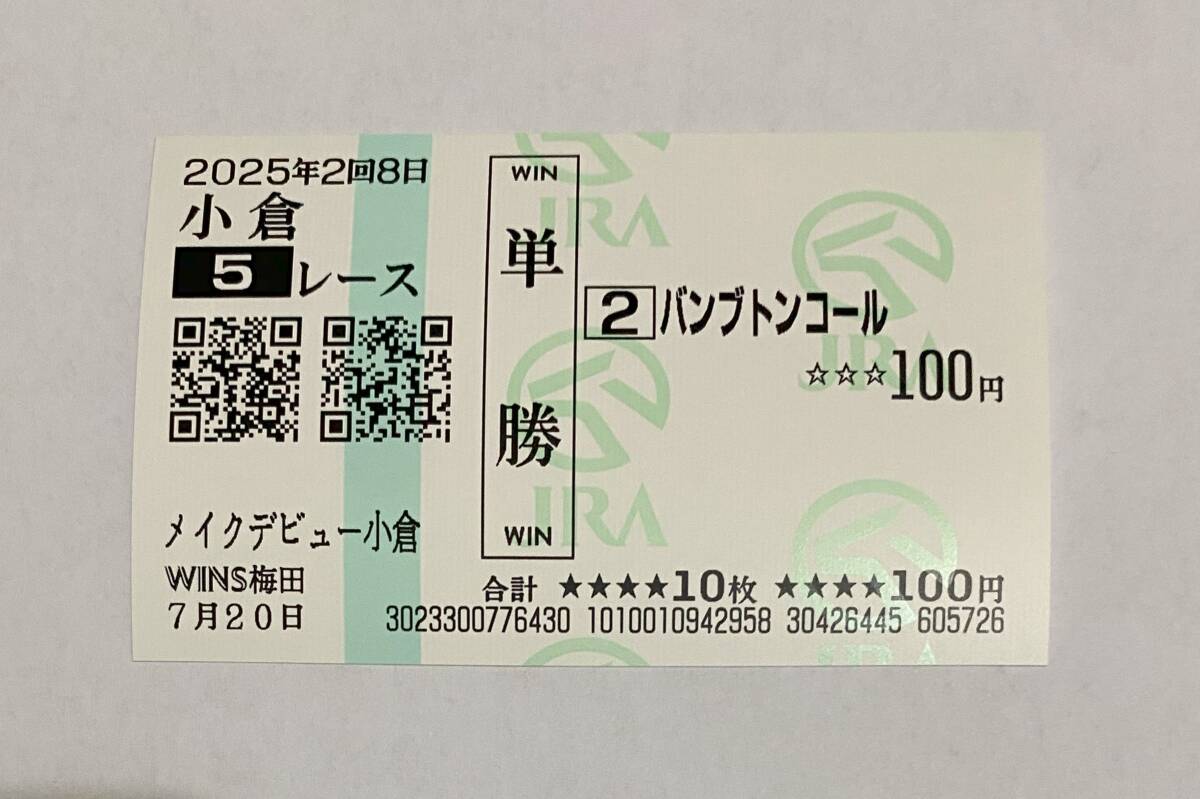 2025年2回8日
小倉
5レース
メイクデビュー小倉
WINS梅田
7月20日
WIN
単勝
WIN
2 バンブトンコール
☆☆☆100円
合計 ★★★★10枚 ★★★★100円
3023300776430 1010010942958 30426445 605726
JRA
JRA
JRA
JRA